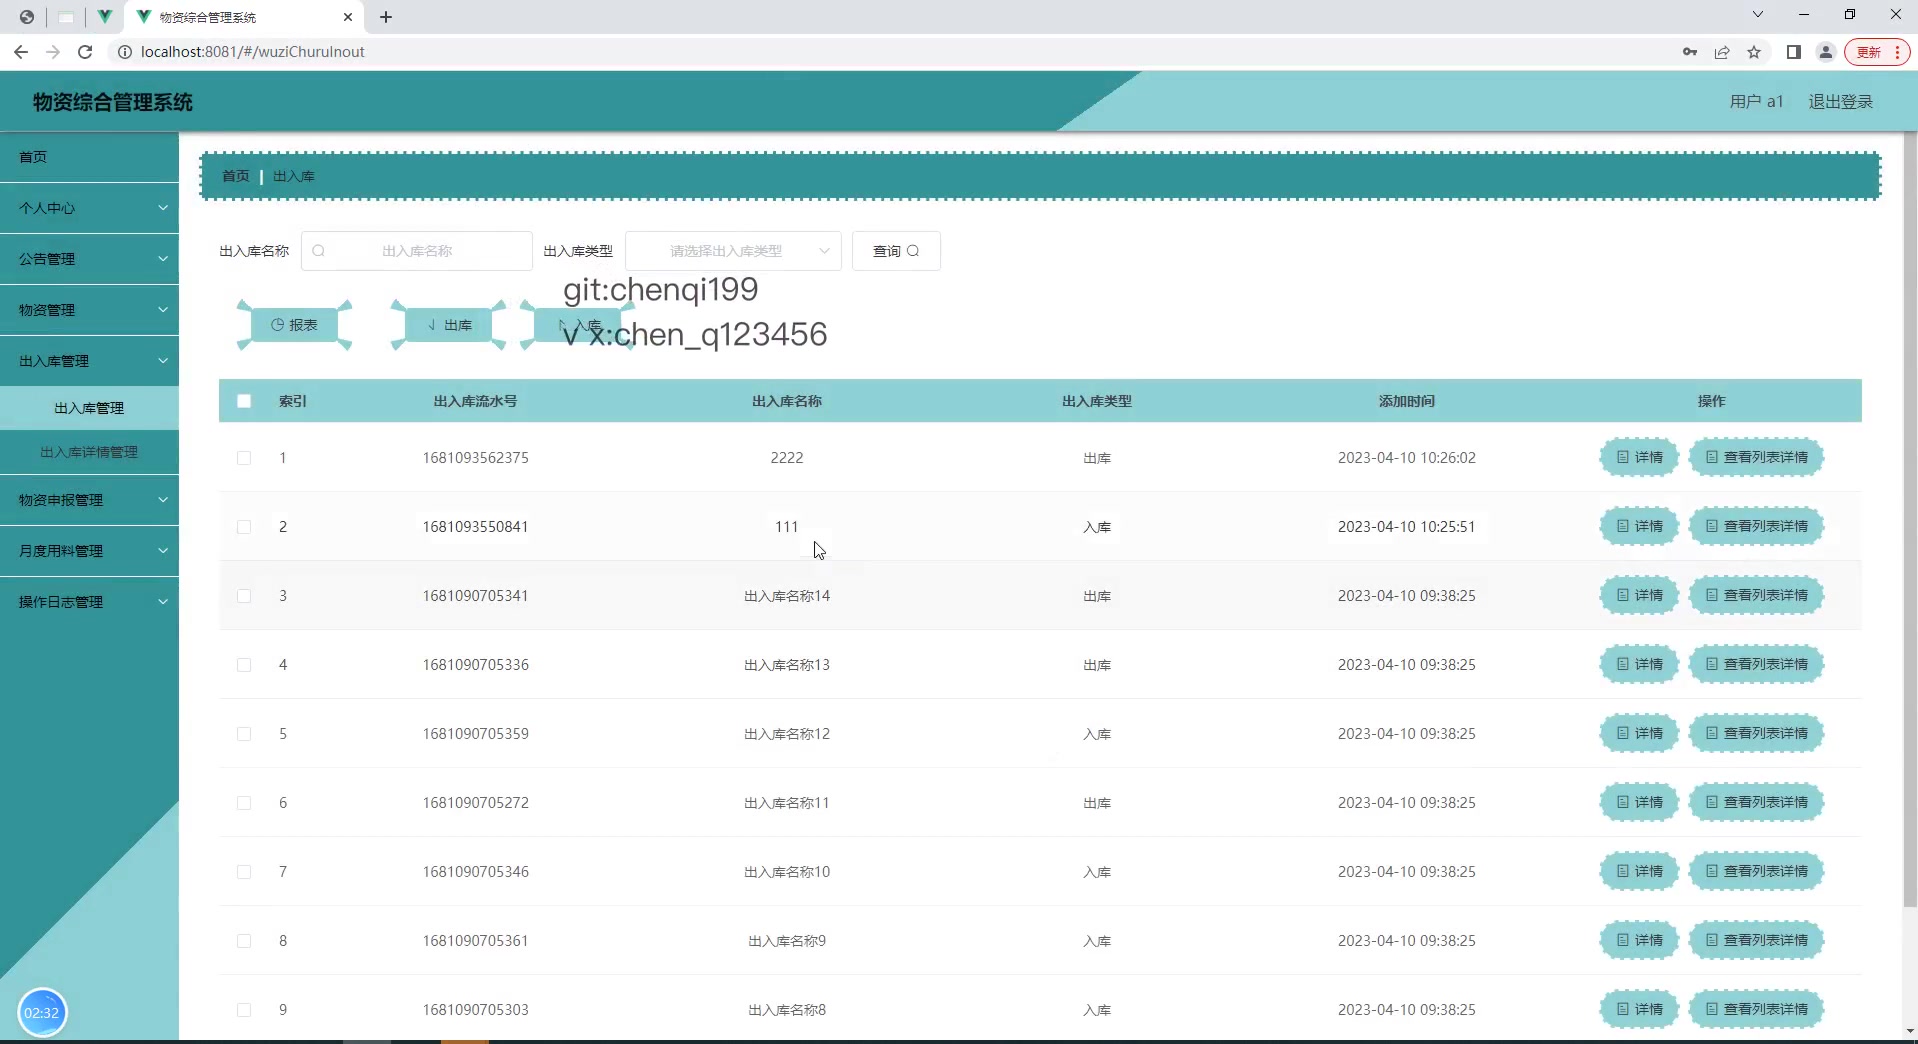 物资综合管理系统
localhost:8081/#/wuziChuruInout
更新
物资综合管理系统
用户 a1 退出登录
首页
个人中心
公告管理
物资管理
出入库管理
出入库管理
出入库详情管理
物资申报管理
月度用料管理
操作日志管理
02:32
首页 | 出入库
出入库名称 出入库名称 出入库类型 请选择出入库类型 查询
git:chenqi199
报表 出库 入库
v x:chen_q123456
索引 出入库流水号 出入库名称 出入库类型 添加时间 操作
1 1681093562375 2222 出库 2023-04-10 10:26:02 详情 查看列表详情
2 1681093550841 111 入库 2023-04-10 10:25:51 详情 查看列表详情
3 1681090705341 出入库名称14 出库 2023-04-10 09:38:25 详情 查看列表详情
4 1681090705336 出入库名称13 出库 2023-04-10 09:38:25 详情 查看列表详情
5 1681090705359 出入库名称12 入库 2023-04-10 09:38:25 详情 查看列表详情
6 1681090705272 出入库名称11 出库 2023-04-10 09:38:25 详情 查看列表详情
7 1681090705346 出入库名称10 入库 2023-04-10 09:38:25 详情 查看列表详情
8 1681090705361 出入库名称9 入库 2023-04-10 09:38:25 详情 查看列表详情
9 1681090705303 出入库名称8 入库 2023-04-10 09:38:25 详情 查看列表详情